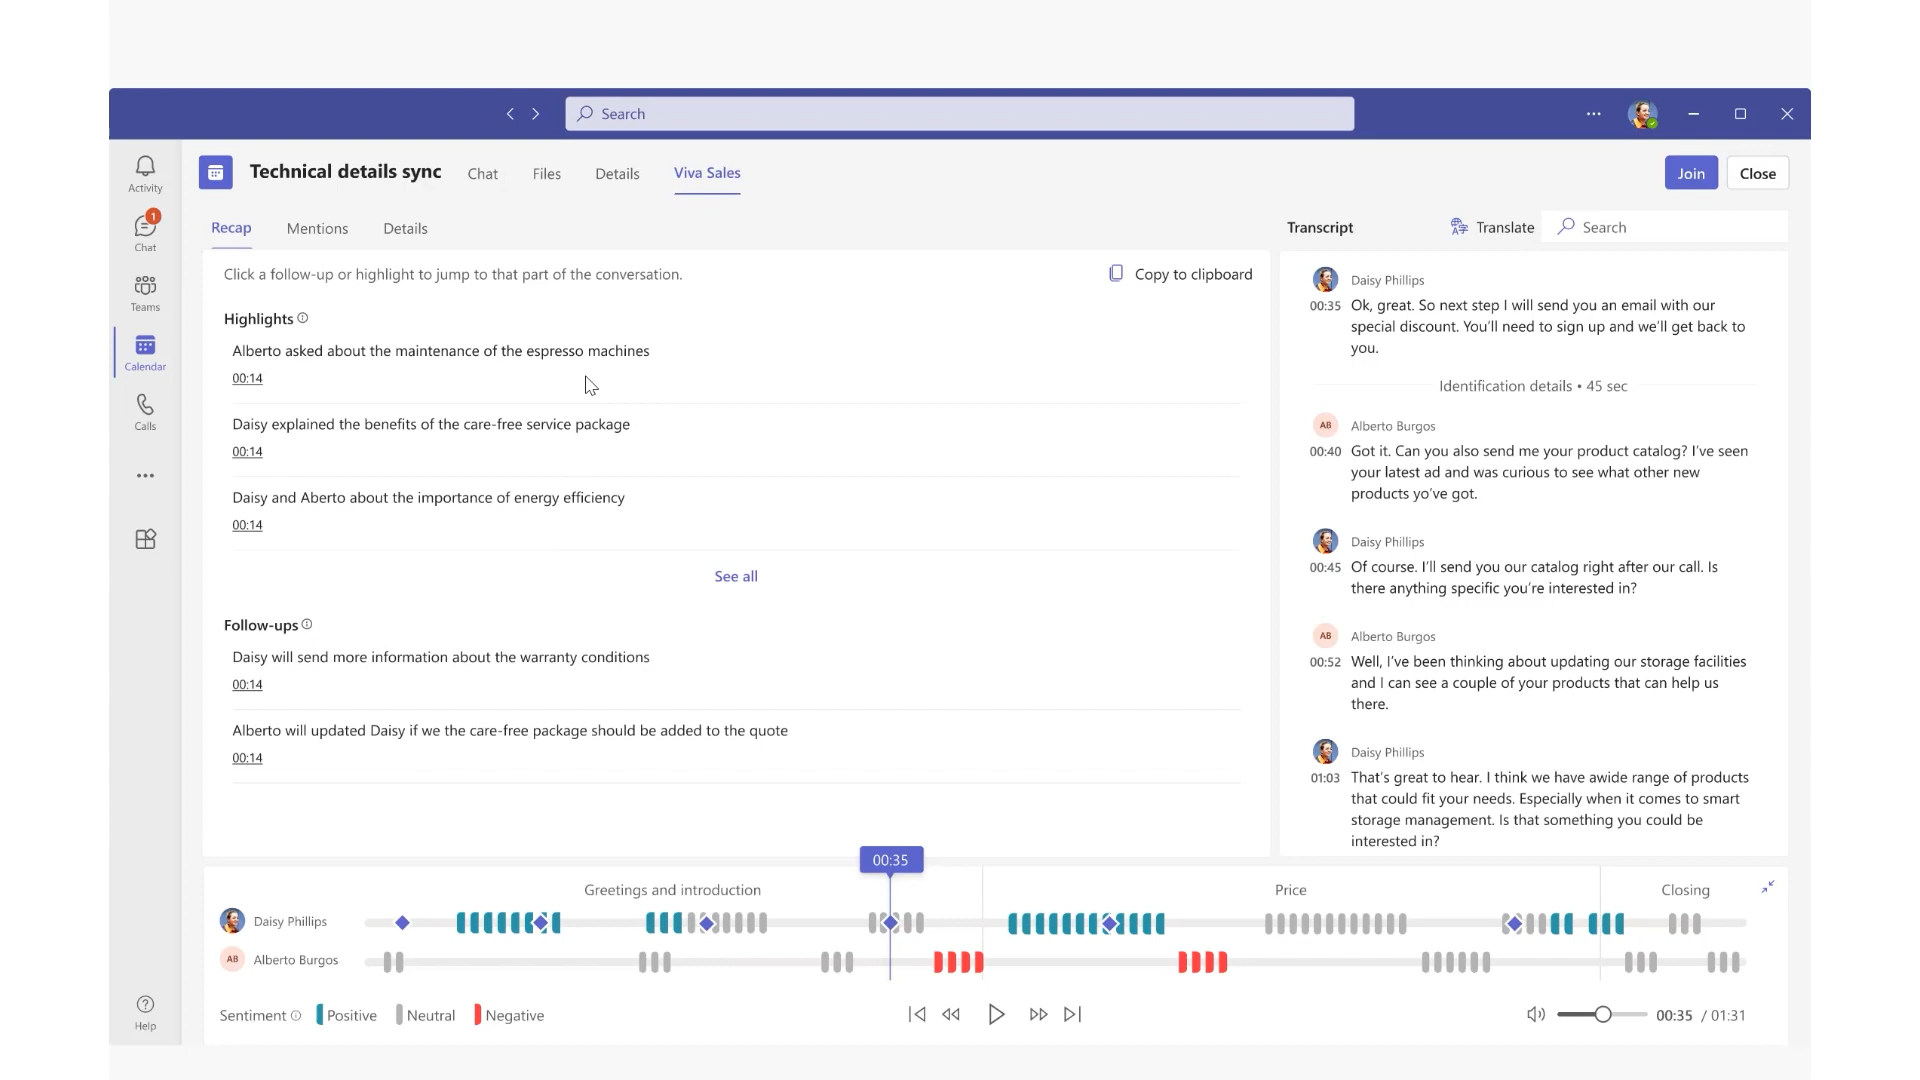 Search
Activity
1
Chat
Teams
Calendar
Calls
Help
Technical details sync
Chat
Files
Details
Viva Sales
Join
Close
Recap
Mentions
Details
Click a follow-up or highlight to jump to that part of the conversation.
Copy to clipboard
Highlights
Alberto asked about the maintenance of the espresso machines
00:14
Daisy explained the benefits of the care-free service package
00:14
Daisy and Aberto about the importance of energy efficiency
00:14
See all
Follow-ups
Daisy will send more information about the warranty conditions
00:14
Alberto will updated Daisy if we the care-free package should be added to the quote
00:14
Transcript
Translate
Search
Daisy Phillips
00:35 Ok, great. So next step I will send you an email with our
special discount. You'll need to sign up and we'll get back to
you.
Identification details • 45 sec
AB Alberto Burgos
00:40 Got it. Can you also send me your product catalog? I've seen
your latest ad and was curious to see what other new
products yo've got.
Daisy Phillips
00:45 Of course. I'll send you our catalog right after our call. Is
there anything specific you're interested in?
AB Alberto Burgos
00:52 Well, I've been thinking about updating our storage facilities
and I can see a couple of your products that can help us
there.
Daisy Phillips
01:03 That's great to hear. I think we have awide range of products
that could fit your needs. Especially when it comes to smart
storage management. Is that something you could be
interested in?
00:35
Greetings and introduction
Price
Closing
Daisy Phillips
AB Alberto Burgos
Sentiment
Positive
Neutral
Negative
00:35 / 01:31